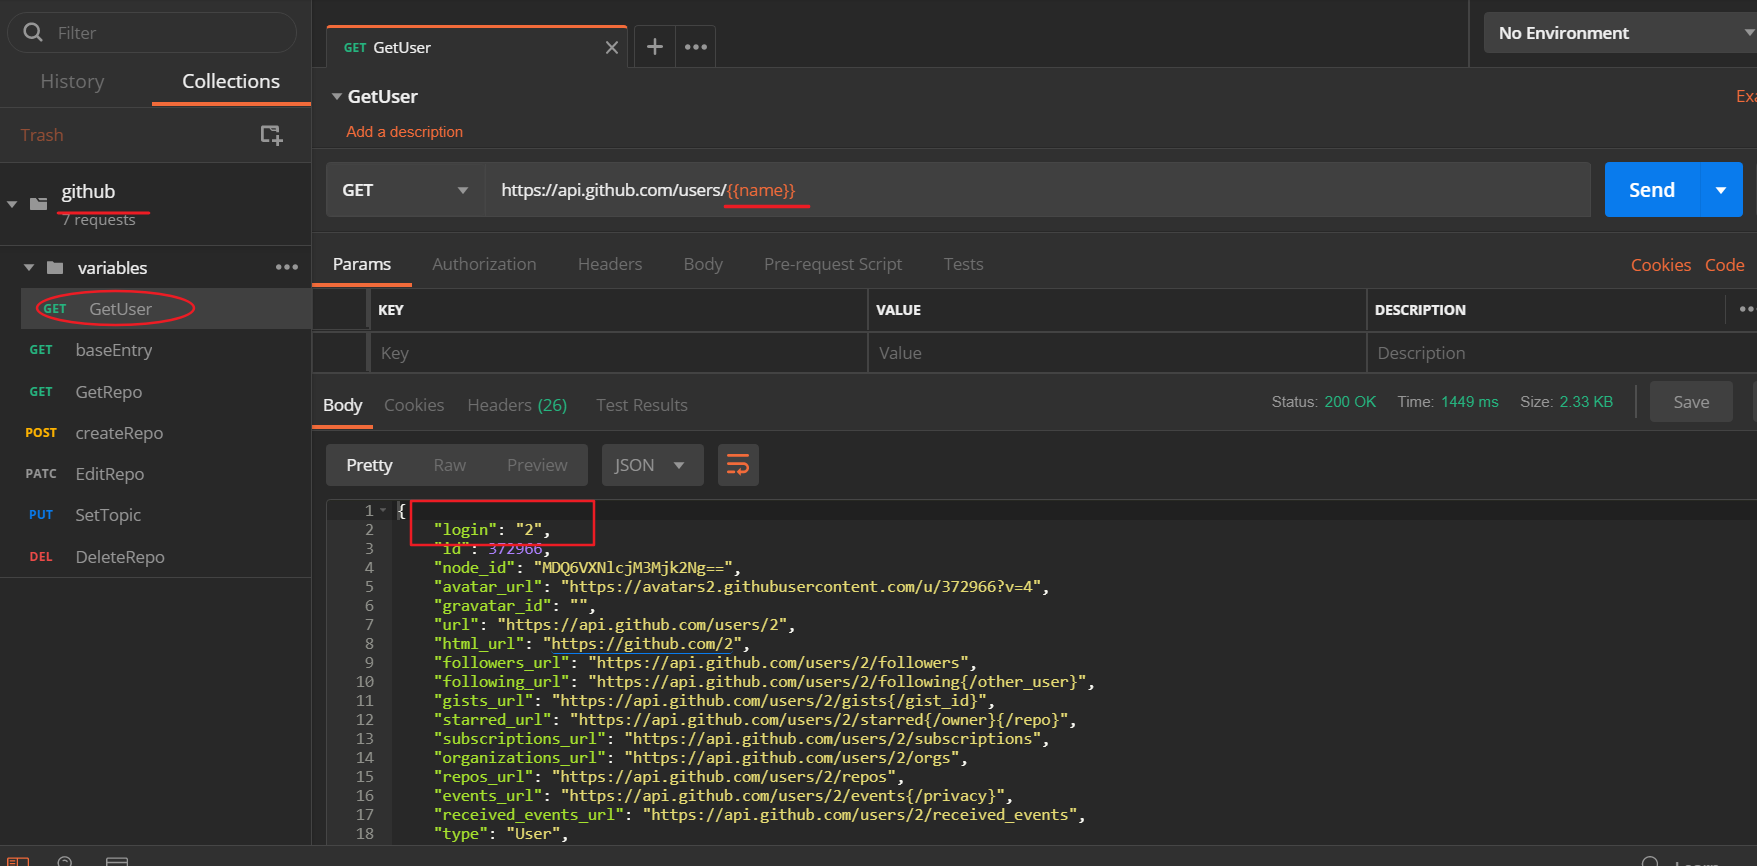 Filter
History
Collections
Trash
github
7 requests
variables
GET GetUser
GET baseEntry
GET GetRepo
POST createRepo
PATC EditRepo
PUT SetTopic
DEL DeleteRepo
GET GetUser
No Environment
GetUser
Add a description
GET
https://api.github.com/users/{{name}}
Send
Params
Authorization
Headers
Body
Pre-request Script
Tests
Cookies
Code
KEY
VALUE
DESCRIPTION
Key
Value
Description
Body
Cookies
Headers (26)
Test Results
Status: 200 OK
Time: 1449 ms
Size: 2.33 KB
Save
Pretty
Raw
Preview
JSON
1 {
2 "login": "2",
3 "id": 372966,
4 "node_id": "MDQ6VXNlcjM3Mjk2Ng==",
5 "avatar_url": "https://avatars2.githubusercontent.com/u/372966?v=4",
6 "gravatar_id": "",
7 "url": "https://api.github.com/users/2",
8 "html_url": "https://github.com/2",
9 "followers_url": "https://api.github.com/users/2/followers",
10 "following_url": "https://api.github.com/users/2/following{/other_user}",
11 "gists_url": "https://api.github.com/users/2/gists{/gist_id}",
12 "starred_url": "https://api.github.com/users/2/starred{/owner}{/repo}",
13 "subscriptions_url": "https://api.github.com/users/2/subscriptions",
14 "organizations_url": "https://api.github.com/users/2/orgs",
15 "repos_url": "https://api.github.com/users/2/repos",
16 "events_url": "https://api.github.com/users/2/events{/privacy}",
17 "received_events_url": "https://api.github.com/users/2/received_events",
18 "type": "User",